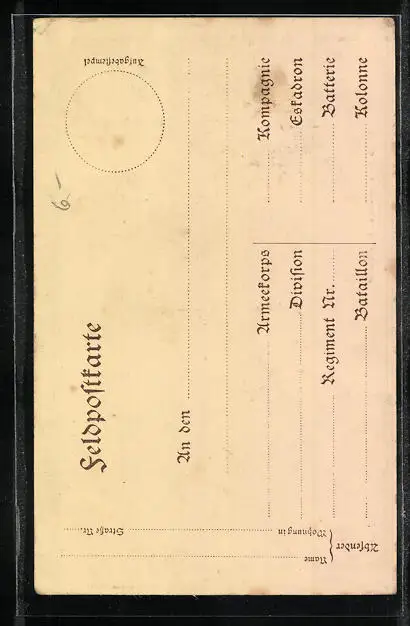 Feldpostkarte
Aufgabestempel
6-
An den
Armeekorps Kompagnie
Division Eskadron
Regiment Nr. Batterie
Bataillon Kolonne
Absender
Name
Wohnung in
Straße Nr.